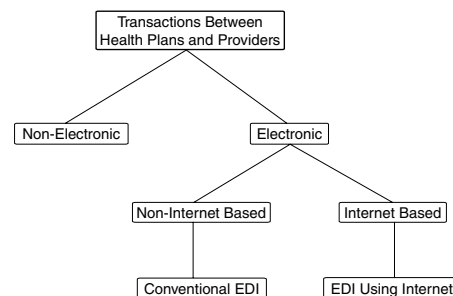 Transactions Between
Health Plans and Providers
Non-Electronic
Electronic
Non-Internet Based
Internet Based
Conventional EDI
EDI Using Internet